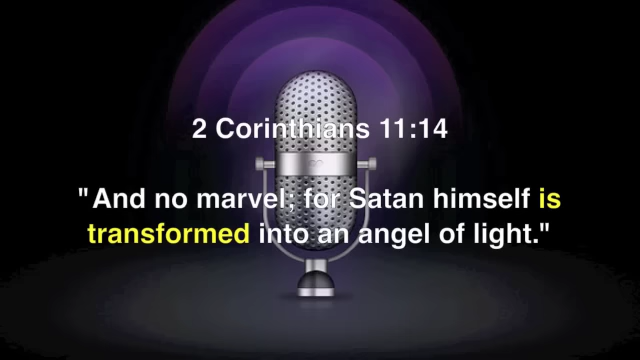 2 Corinthians 11:14
"And no marvel; for Satan himself is
transformed into an angel of light."